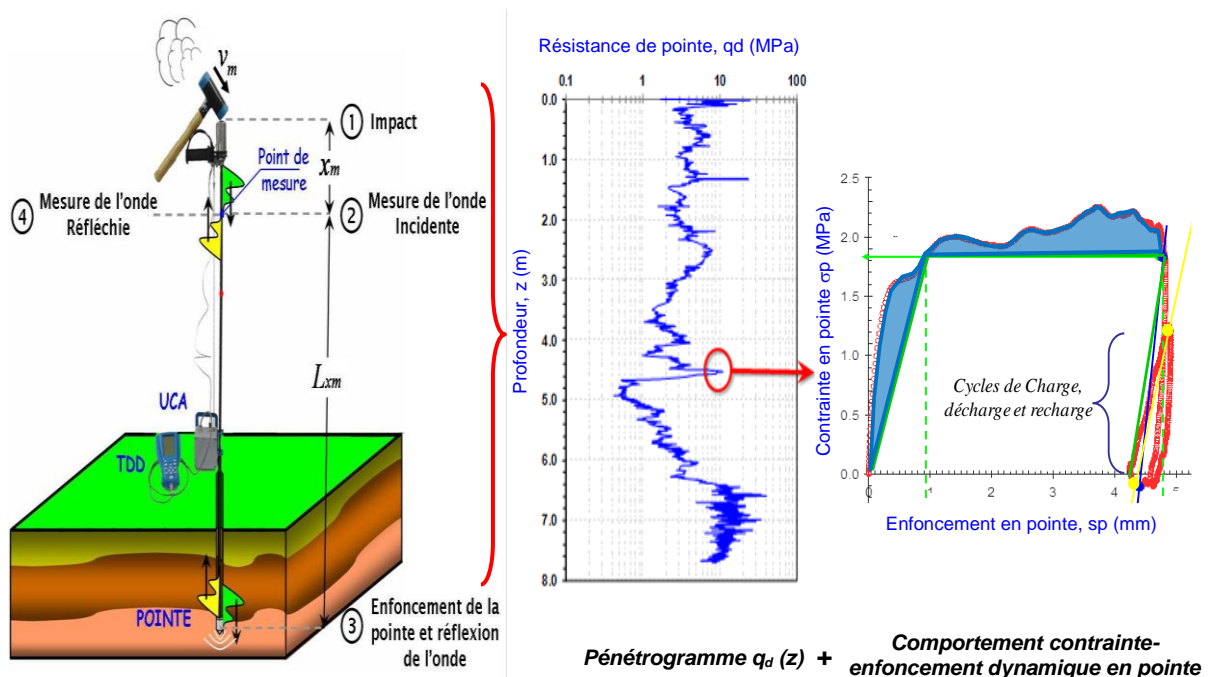 v_m
① Impact
x_m
Point de
mesure
④ Mesure de l'onde
Réfléchie
② Mesure de l'onde
Incidente
L_xm
UCA
TDD
POINTE
③ Enfoncement de la
pointe et réflexion
de l'onde
Résistance de pointe, qd (MPa)
0.1 1 10 100
Profondeur, z (m)
0.0
1.0
2.0
3.0
4.0
5.0
6.0
7.0
8.0
Contrainte en pointe σp (MPa)
2.5
2.0
1.5
1.0
0.5
0.0
Cycles de Charge,
décharge et recharge
0 1 2 3 4 5
Enfoncement en pointe, sp (mm)
Pénétrogramme q_d (z) +
Comportement contrainte-
enfoncement dynamique en pointe